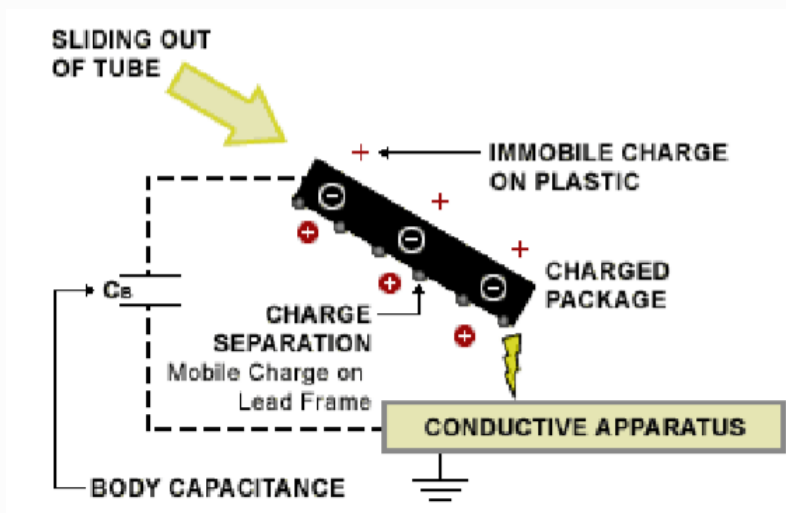 SLIDING OUT
OF TUBE
+
IMMOBILE CHARGE
ON PLASTIC
+
+
CHARGED
PACKAGE
CB
CHARGE
SEPARATION
Mobile Charge on
Lead Frame
CONDUCTIVE APPARATUS
BODY CAPACITANCE